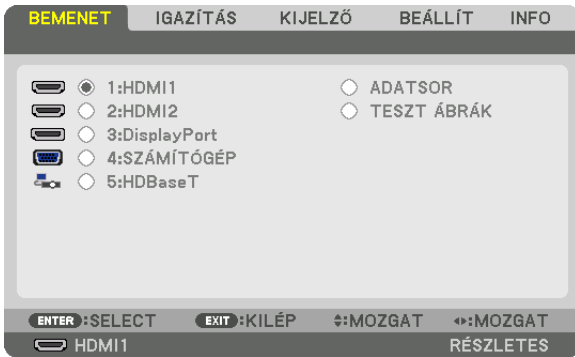 BEMENET IGAZÍTÁS KIJELZŐ BEÁLLÍT INFO
1:HDMI1 ADATSOR
2:HDMI2 TESZT ÁBRÁK
3:DisplayPort
4:SZÁMÍTÓGÉP
5:HDBaseT
ENTER:SELECT EXIT:KILÉP :MOZGAT :MOZGAT
HDMI1 RÉSZLETES